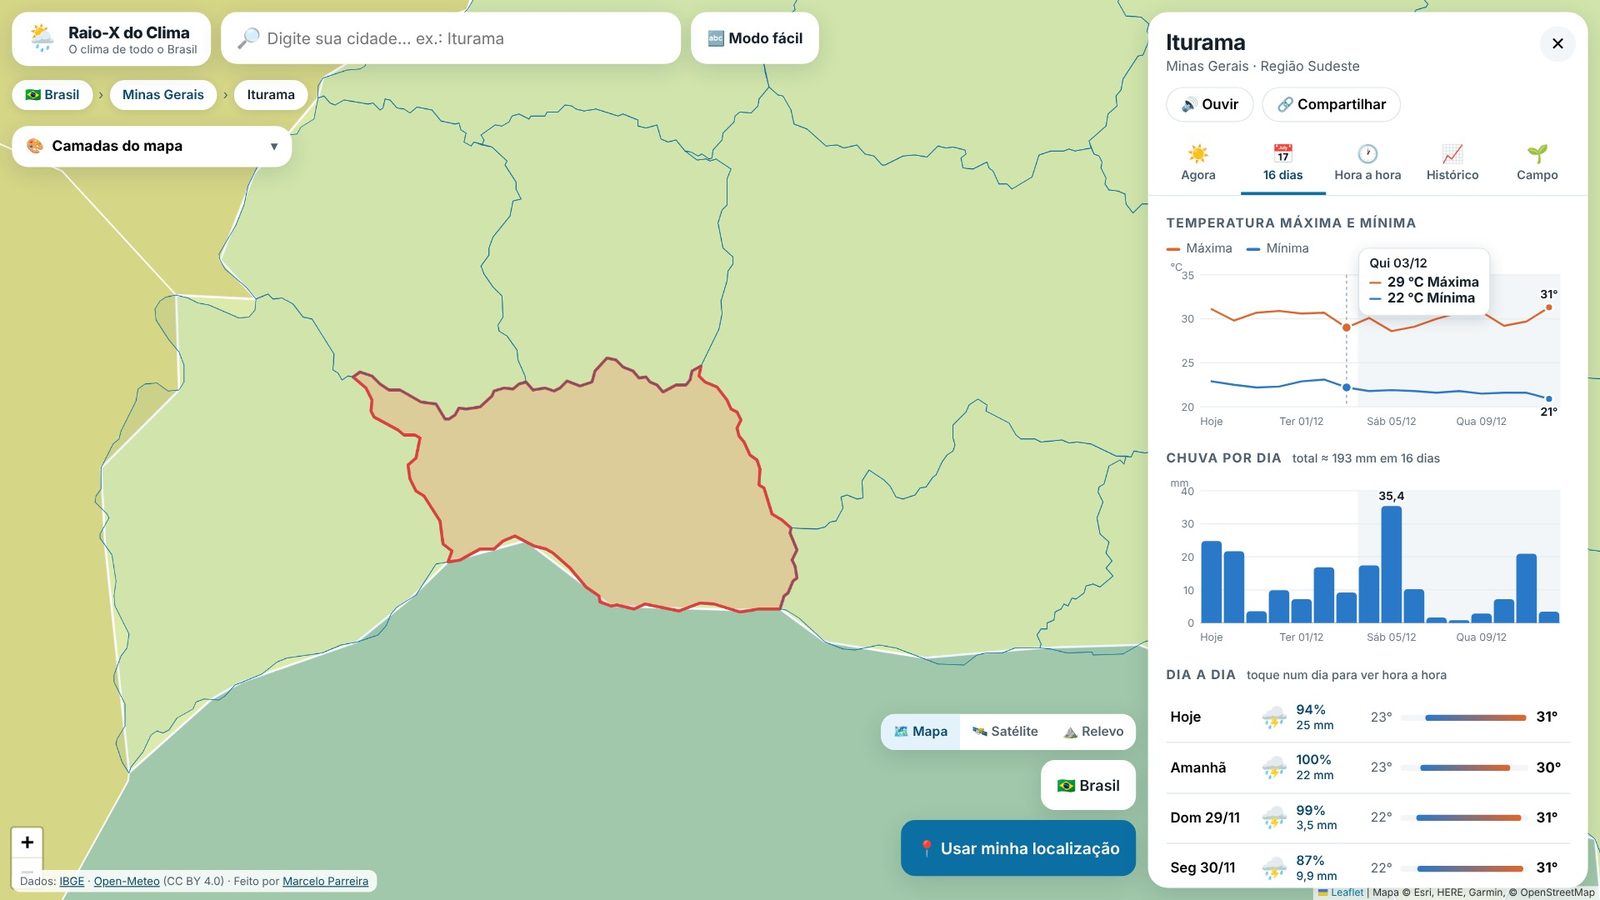 Raio-X do Clima
O clima de todo o Brasil
Digite sua cidade... ex.: Iturama
Modo fácil
Brasil › Minas Gerais › Iturama
Camadas do mapa
Iturama
Minas Gerais · Região Sudeste
Ouvir
Compartilhar
Agora
16 dias
Hora a hora
Histórico
Campo
TEMPERATURA MÁXIMA E MÍNIMA
Máxima
Mínima
°C
35
30
25
20
Qui 03/12
29 °C Máxima
22 °C Mínima
31°
21°
Hoje
Ter 01/12
Sáb 05/12
Qua 09/12
CHUVA POR DIA total ≈ 193 mm em 16 dias
mm
40
30
20
10
0
35,4
Hoje
Ter 01/12
Sáb 05/12
Qua 09/12
DIA A DIA toque num dia para ver hora a hora
Hoje
94%
25 mm
23°
31°
Amanhã
100%
22 mm
23°
30°
Dom 29/11
99%
3,5 mm
22°
31°
Seg 30/11
87%
9,9 mm
22°
31°
Mapa
Satélite
Relevo
Brasil
Usar minha localização
+
Dados: IBGE · Open-Meteo (CC BY 4.0) · Feito por Marcelo Parreira
Leaflet | Mapa © Esri, HERE, Garmin, © OpenStreetMap